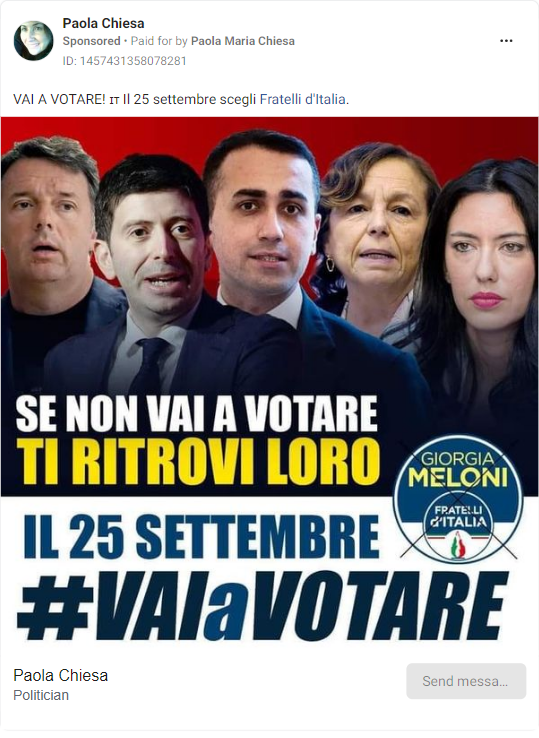 Paola Chiesa
Sponsored • Paid for by Paola Maria Chiesa
ID: 1457431358078281
VAI A VOTARE! IT Il 25 settembre scegli Fratelli d'Italia.
SE NON VAI A VOTARE
TI RITROVI LORO
GIORGIA
MELONI
FRATELLI
d'ITALIA
IL 25 SETTEMBRE
#VAIaVOTARE
Paola Chiesa
Politician
Send messa...